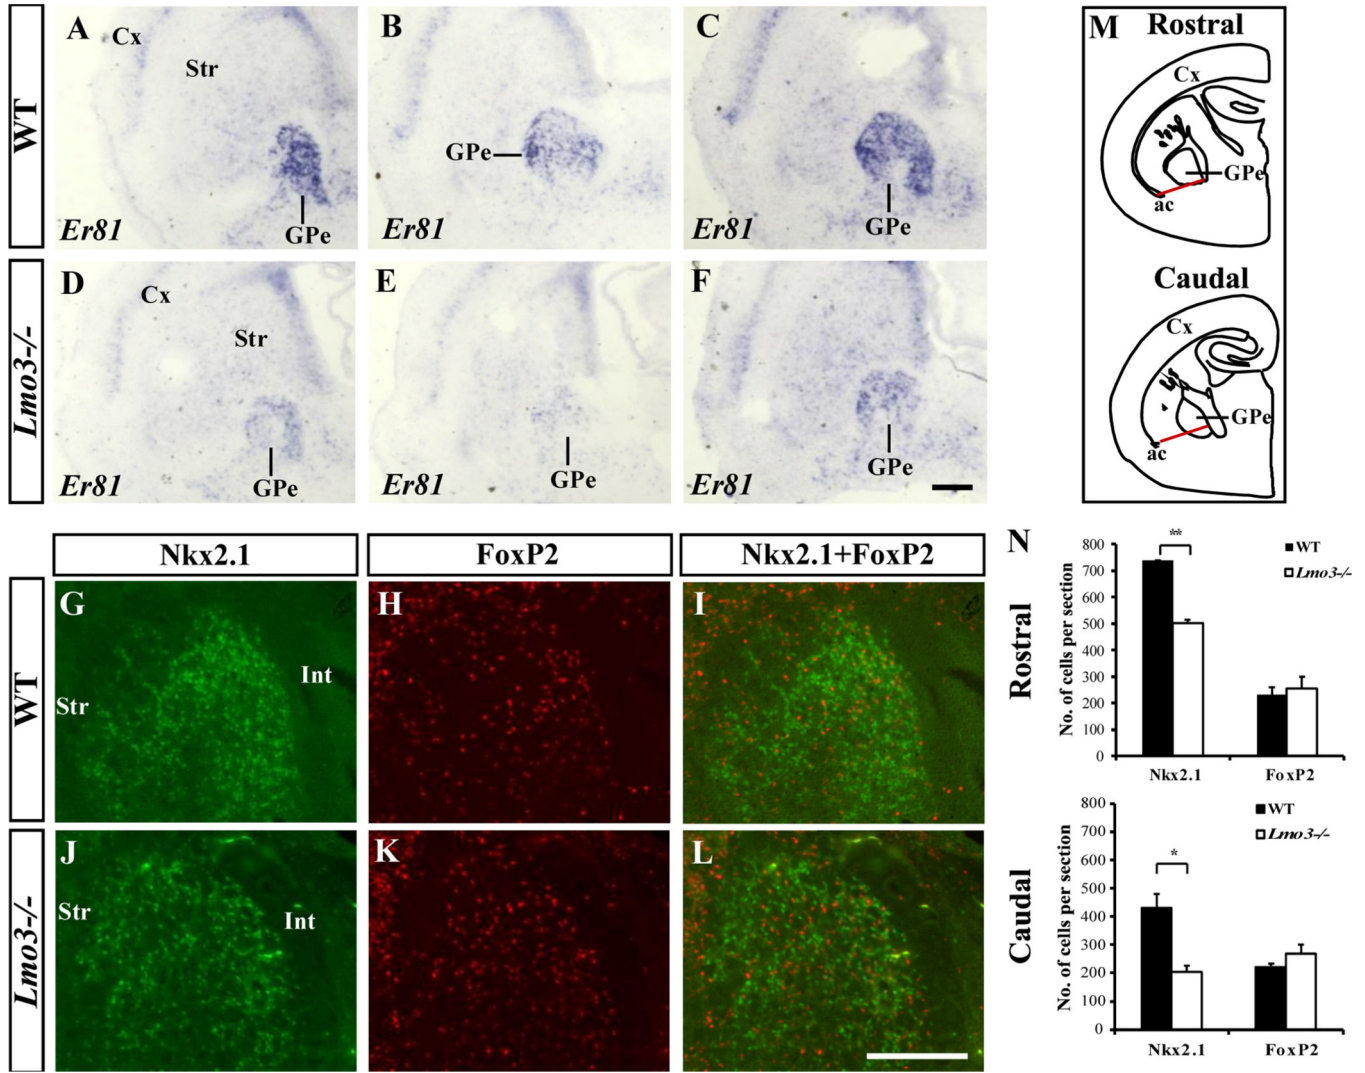 WT
A
Cx
Str
GPe
Er81
B
GPe
Er81
C
GPe
Er81
Lmo3-/-
D
Cx
Str
GPe
Er81
E
GPe
Er81
F
GPe
Er81
M
Rostral
Cx
GPe
ac
Caudal
Cx
GPe
ac
Nkx2.1
FoxP2
Nkx2.1+FoxP2
WT
G
Str
Int
H
I
Lmo3-/-
J
Str
Int
K
L
N
Rostral
No. of cells per section
800
700
600
500
400
300
200
100
0
**
WT
Lmo3-/-
Nkx2.1
FoxP2
Caudal
No. of cells per section
800
700
600
500
400
300
200
100
0
*
WT
Lmo3-/-
Nkx2.1
FoxP2